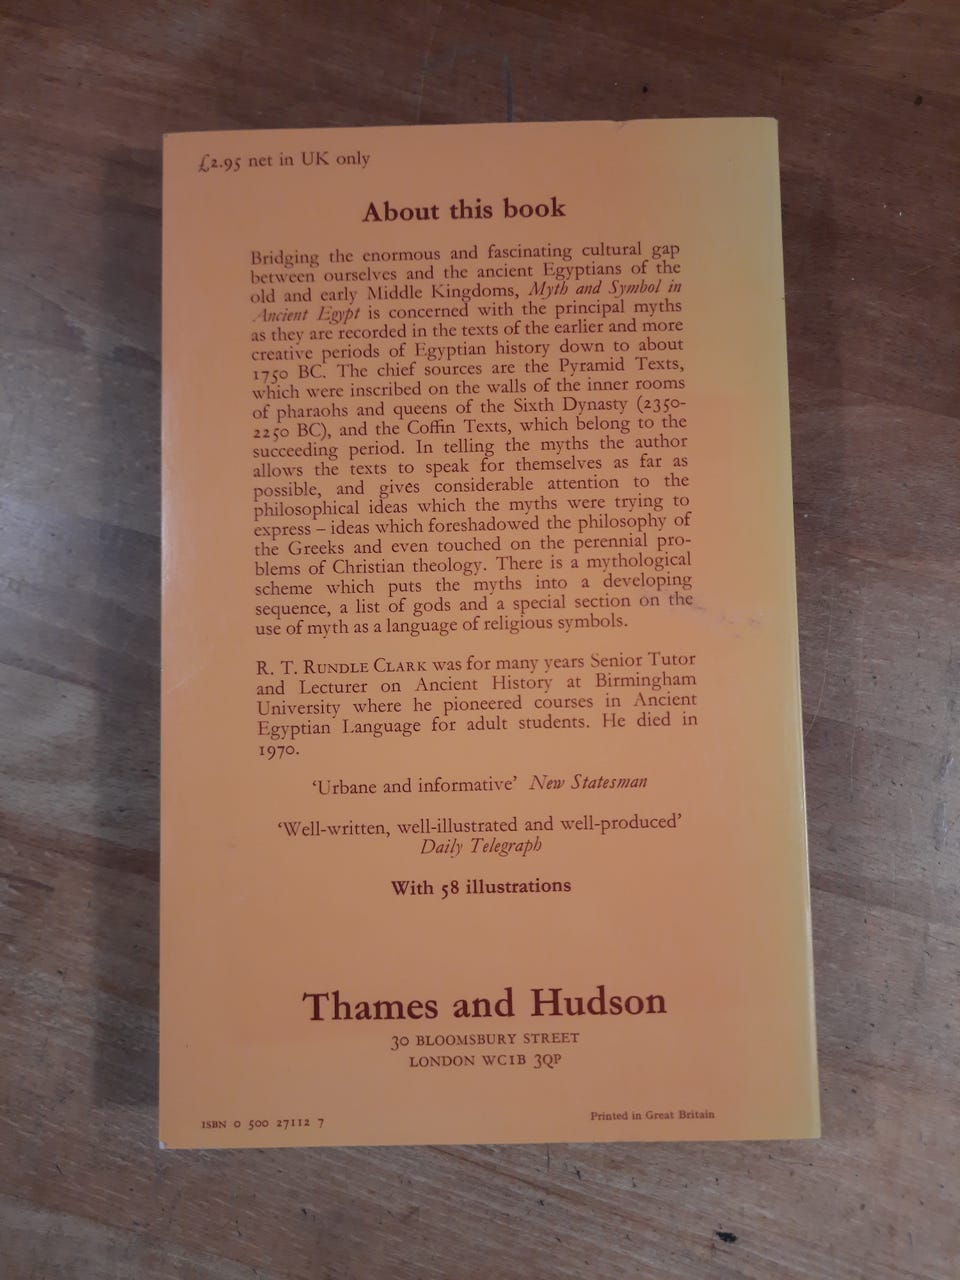 £2.95 net in UK only
About this book
Bridging the enormous and fascinating cultural gap
between ourselves and the ancient Egyptians of the
old and early Middle Kingdoms, Myth and Symbol in
Ancient Egypt is concerned with the principal myths
as they are recorded in the texts of the earlier and more
creative periods of Egyptian history down to about
1750 BC. The chief sources are the Pyramid Texts,
which were inscribed on the walls of the inner rooms
of pharaohs and queens of the Sixth Dynasty (2350-
2250 BC), and the Coffin Texts, which belong to the
succeeding period. In telling the myths the author
allows the texts to speak for themselves as far as
possible, and gives considerable attention to the
philosophical ideas which the myths were trying to
express – ideas which foreshadowed the philosophy of
the Greeks and even touched on the perennial pro-
blems of Christian theology. There is a mythological
scheme which puts the myths into a developing
sequence, a list of gods and a special section on the
use of myth as a language of religious symbols.
R. T. RUNDLE CLARK was for many years Senior Tutor
and Lecturer on Ancient History at Birmingham
University where he pioneered courses in Ancient
Egyptian Language for adult students. He died in
1970.
‘Urbane and informative’ New Statesman
‘Well-written, well-illustrated and well-produced’
Daily Telegraph
With 58 illustrations
Thames and Hudson
30 BLOOMSBURY STREET
LONDON WC1B 3QP
ISBN 0 500 27112 7
Printed in Great Britain